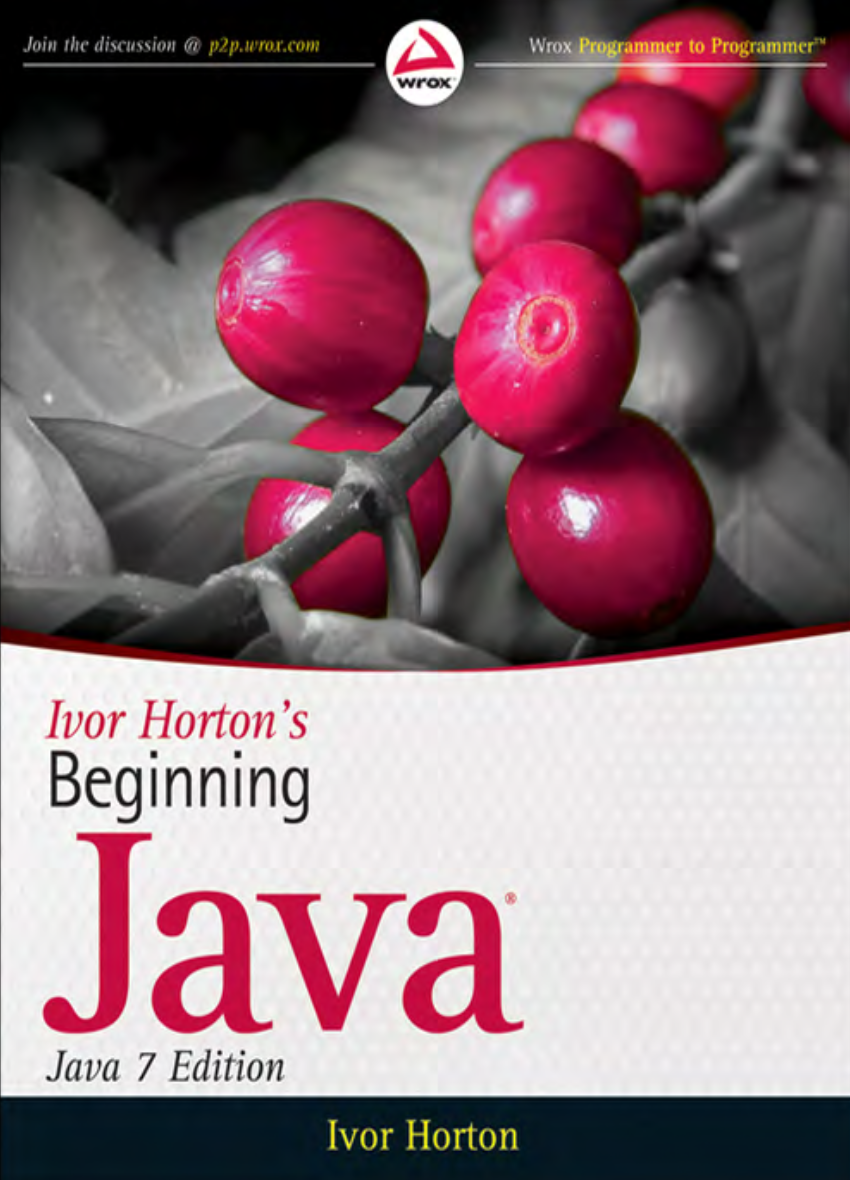 Join the discussion @ p2p.wrox.com
wrox™
Wrox Programmer to Programmer™
Ivor Horton's
Beginning
Java®
Java 7 Edition
Ivor Horton